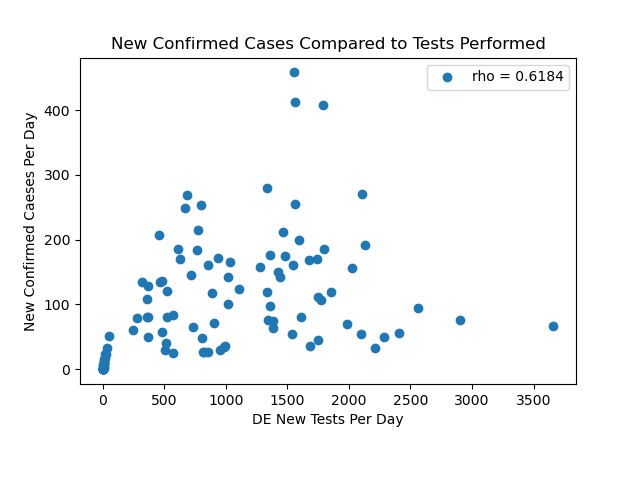 New Confirmed Cases Compared to Tests Performed
rho = 0.6184
New Confirmed Caeses Per Day
400
300
200
100
0
0 500 1000 1500 2000 2500 3000 3500
DE New Tests Per Day